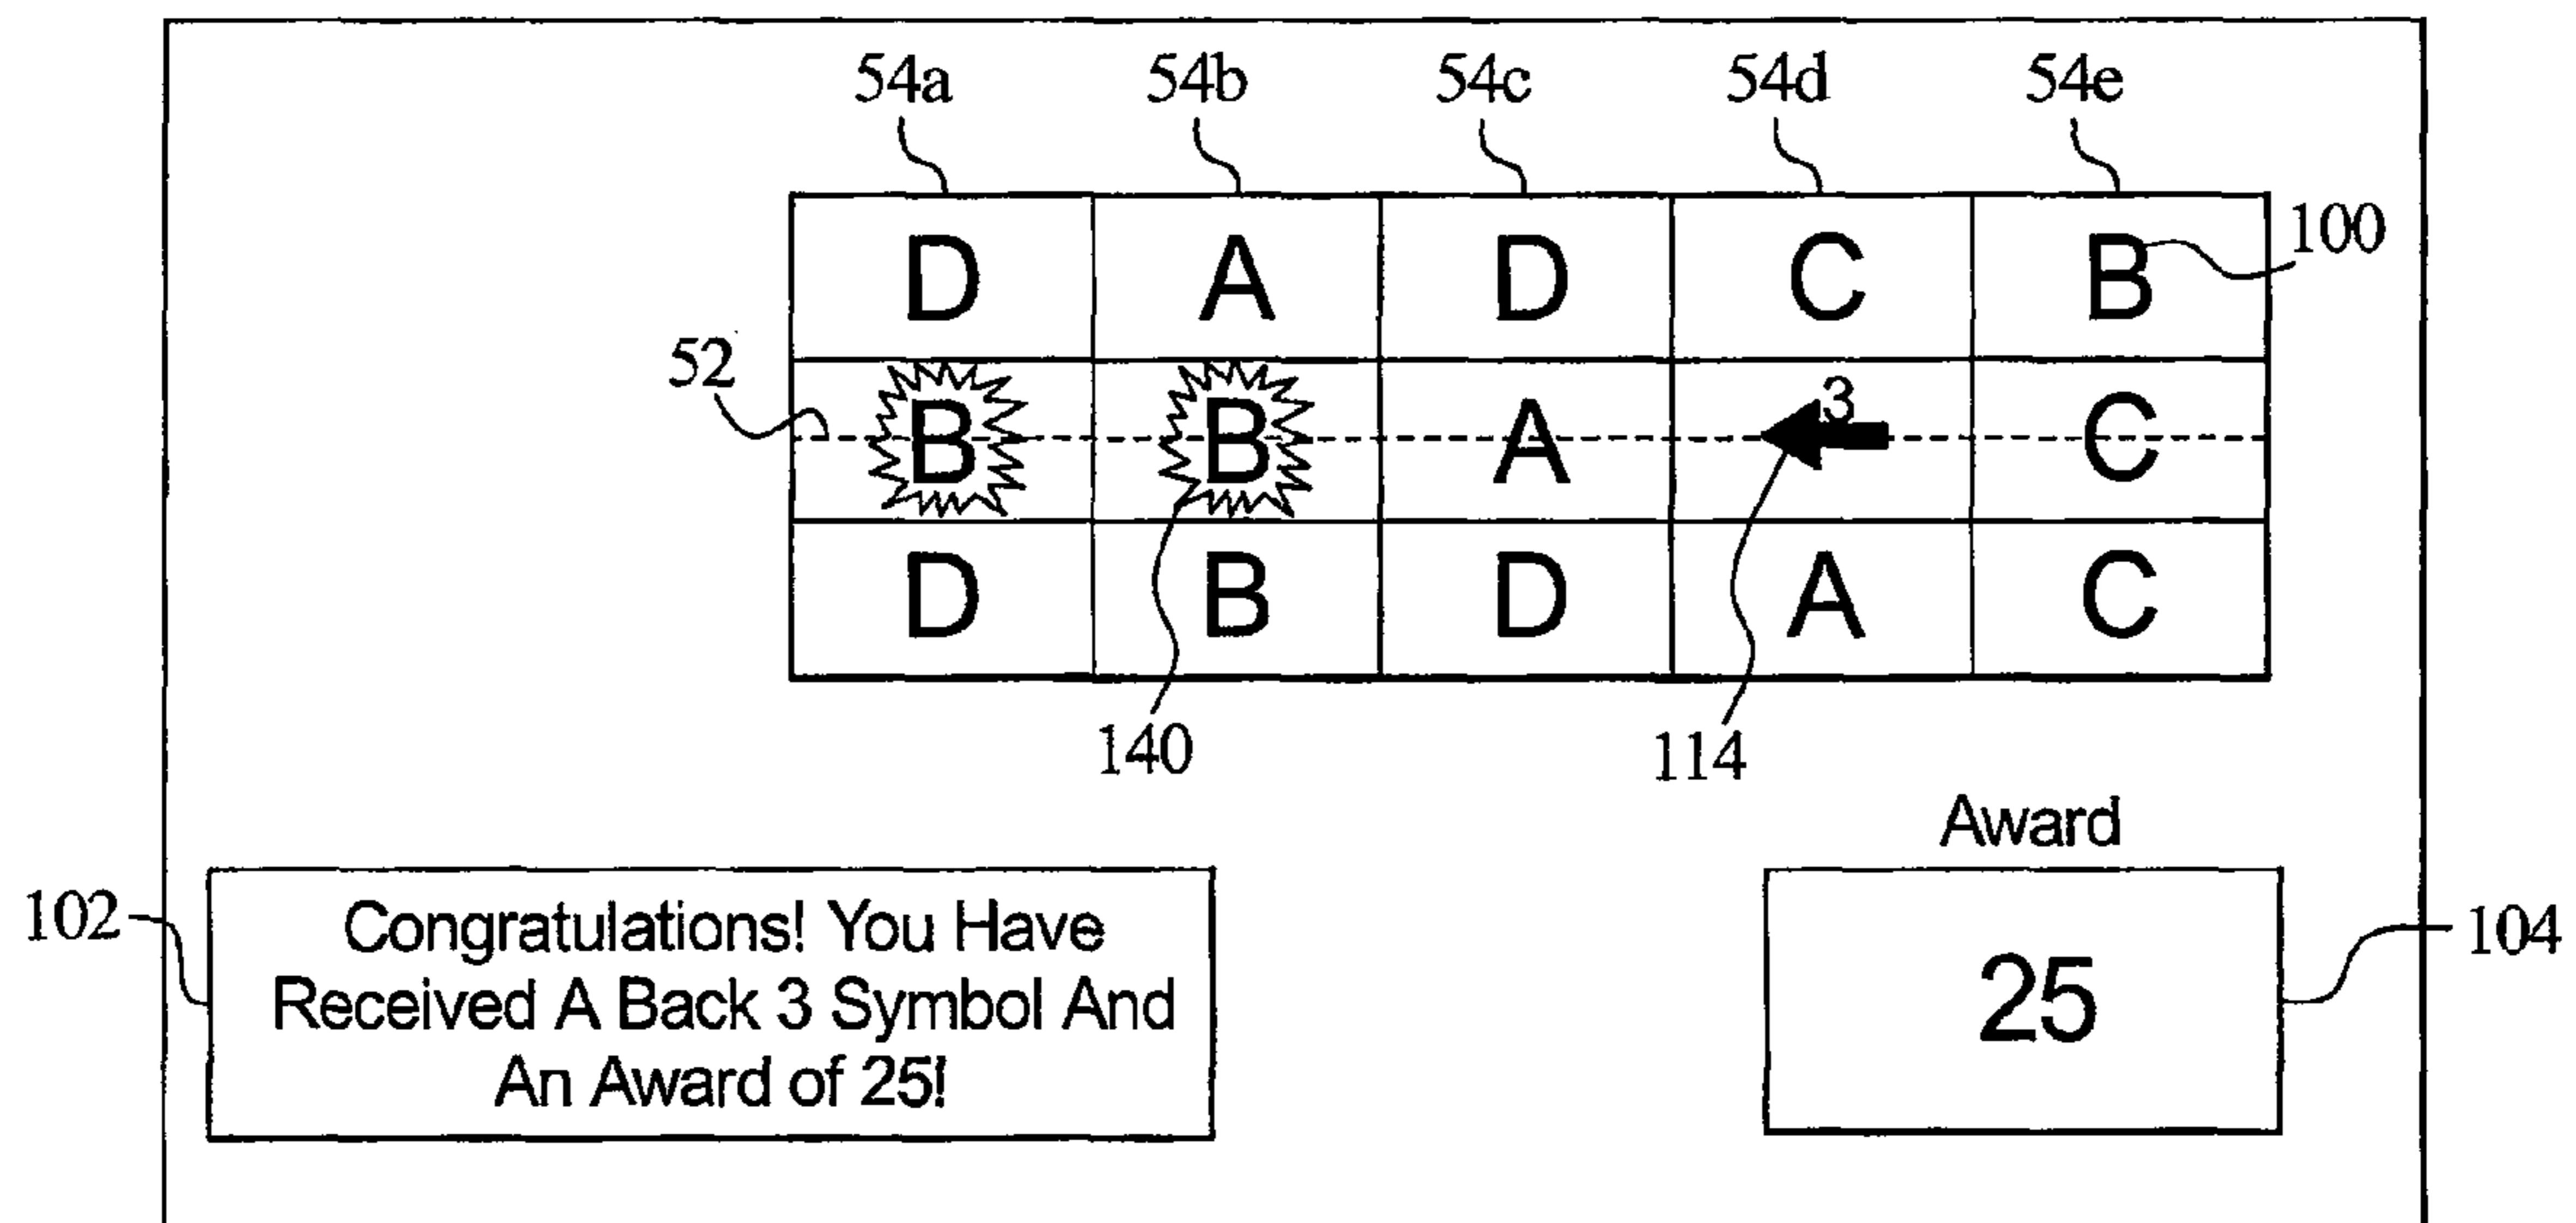 54a 54b 54c 54d 54e
D A D C B 100
52
3
B B A C
D B D A C
140 114
Award
102 104
Congratulations! You Have
Received A Back 3 Symbol And
An Award of 25!
25